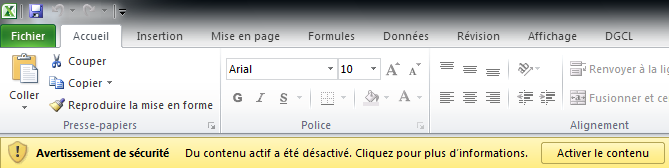 Fichier Accueil Insertion Mise en page Formules Données Révision Affichage DGCL
Couper
Arial 10 A A Renvoyer à la li
Copier
Coller G I S A Fusionner et ce
Reproduire la mise en forme
Presse-papiers Police Alignement
Avertissement de sécurité Du contenu actif a été désactivé. Cliquez pour plus d'informations. Activer le contenu